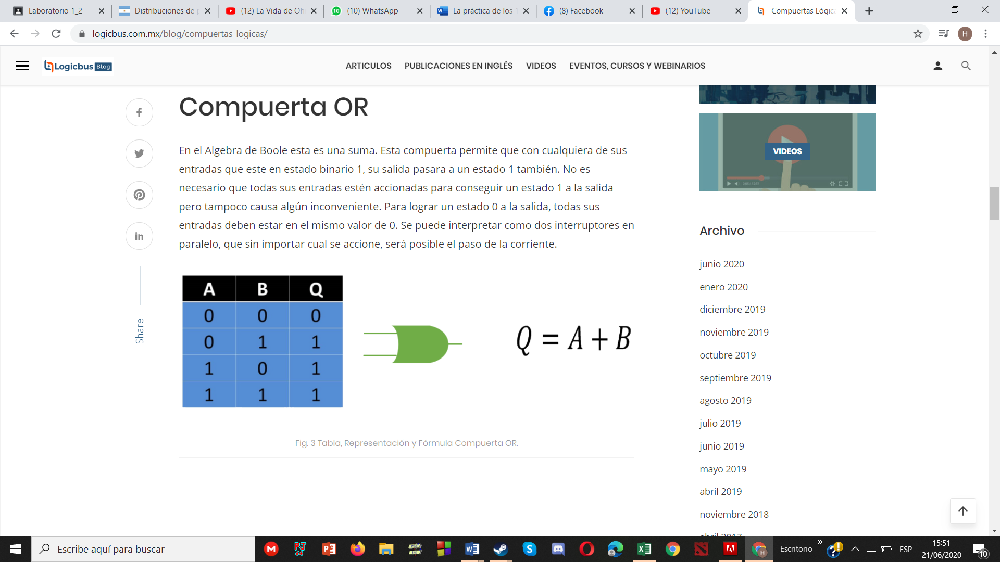 Laboratorio 1_2
Distribuciones de
(12) La Vida de Oh
(10) WhatsApp
La práctica de los
(8) Facebook
(12) YouTube
Compuertas Lógic
logicbus.com.mx/blog/compuertas-logicas/
H
Logicbus Blog
ARTICULOS
PUBLICACIONES EN INGLÉS
VIDEOS
EVENTOS, CURSOS Y WEBINARIOS
Compuerta OR
En el Algebra de Boole esta es una suma. Esta compuerta permite que con cualquiera de sus
entradas que este en estado binario 1, su salida pasara a un estado 1 también. No es
necesario que todas sus entradas estén accionadas para conseguir un estado 1 a la salida
pero tampoco causa algún inconveniente. Para lograr un estado 0 a la salida, todas sus
entradas deben estar en el mismo valor de 0. Se puede interpretar como dos interruptores en
paralelo, que sin importar cual se accione, será posible el paso de la corriente.
Share
A B Q
0 0 0
0 1 1
1 0 1
1 1 1
Q = A + B
Fig. 3 Tabla, Representación y Fórmula Compuerta OR.
VIDEOS
Archivo
junio 2020
enero 2020
diciembre 2019
noviembre 2019
octubre 2019
septiembre 2019
agosto 2019
julio 2019
junio 2019
mayo 2019
abril 2019
noviembre 2018
abril 2017
Escribe aquí para buscar
Escritorio
ESP
15:51
21/06/2020
10